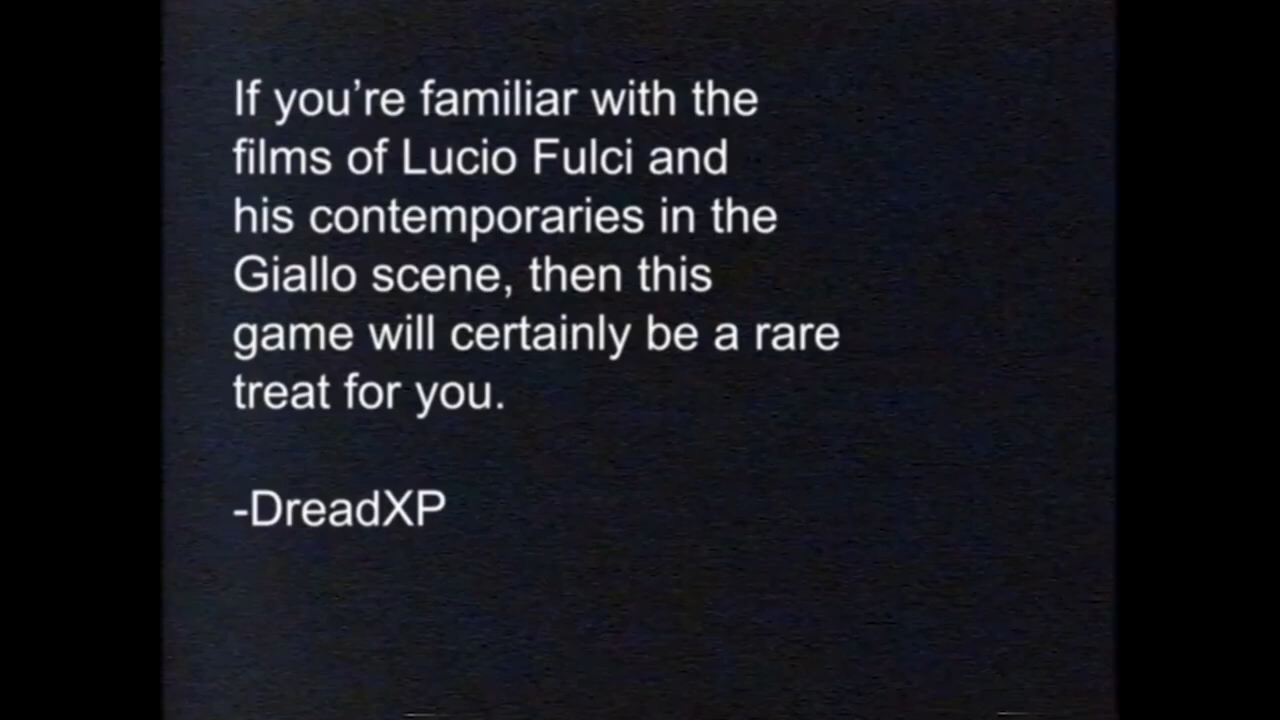 If you’re familiar with the
films of Lucio Fulci and
his contemporaries in the
Giallo scene, then this
game will certainly be a rare
treat for you.
-DreadXP